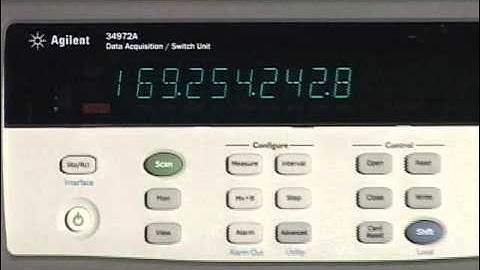 Agilent
34972A
Data Acquisition / Switch Unit
169.254.242.8
Configure
Control
Scan
Measure
Interval
Open
Read
Interface
Mon
Mx+B
Step
Close
Write
View
Alarm
Advanced
Card Reset
Shift
Alarm Out
Utility
Local